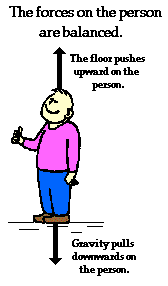 The forces on the person
are balanced.
The floor pushes
upward on the
person.
Gravity pulls
downwards on
the person.